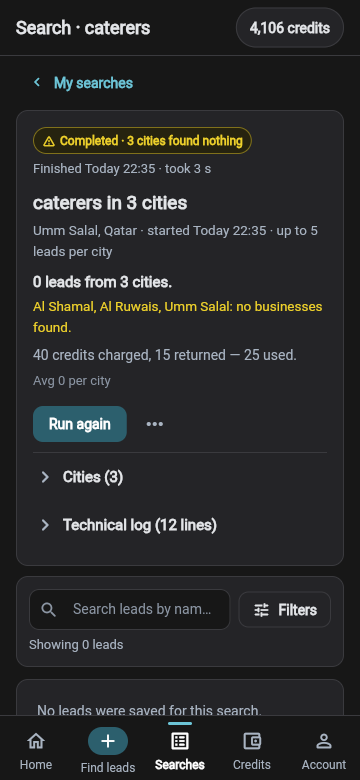 Search · caterers
4,106 credits
My searches
Completed · 3 cities found nothing
Finished Today 22:35 · took 3 s
caterers in 3 cities
Umm Salal, Qatar · started Today 22:35 · up to 5
leads per city
0 leads from 3 cities.
Al Shamal, Al Ruwais, Umm Salal: no businesses
found.
40 credits charged, 15 returned — 25 used.
Avg 0 per city
Run again
Cities (3)
Technical log (12 lines)
Search leads by nam…
Filters
Showing 0 leads
No leads were saved for this search.
Home
Find leads
Searches
Credits
Account